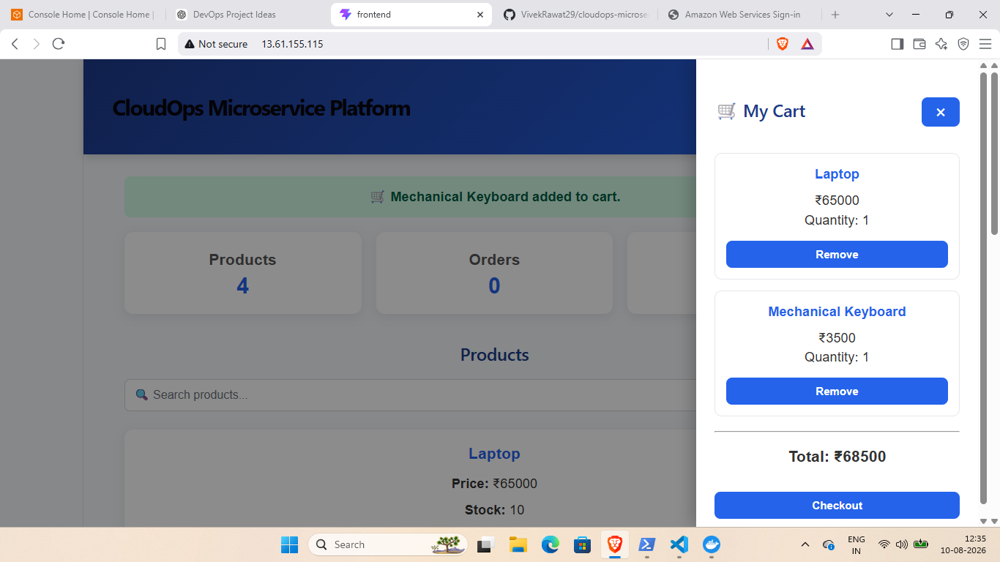 Console Home | Console Home |
DevOps Project Ideas
frontend
VivekRawat29/cloudops-microse
Amazon Web Services Sign-in
Not secure
13.61.155.115
CloudOps Microservice Platform
🛒 Mechanical Keyboard added to cart.
Products
4
Orders
0
Products
🔍 Search products...
Laptop
Price: ₹65000
Stock: 10
🛒 My Cart
×
Laptop
₹65000
Quantity: 1
Remove
Mechanical Keyboard
₹3500
Quantity: 1
Remove
Total: ₹68500
Checkout
Search
ENG
IN
12:35
10-08-2026